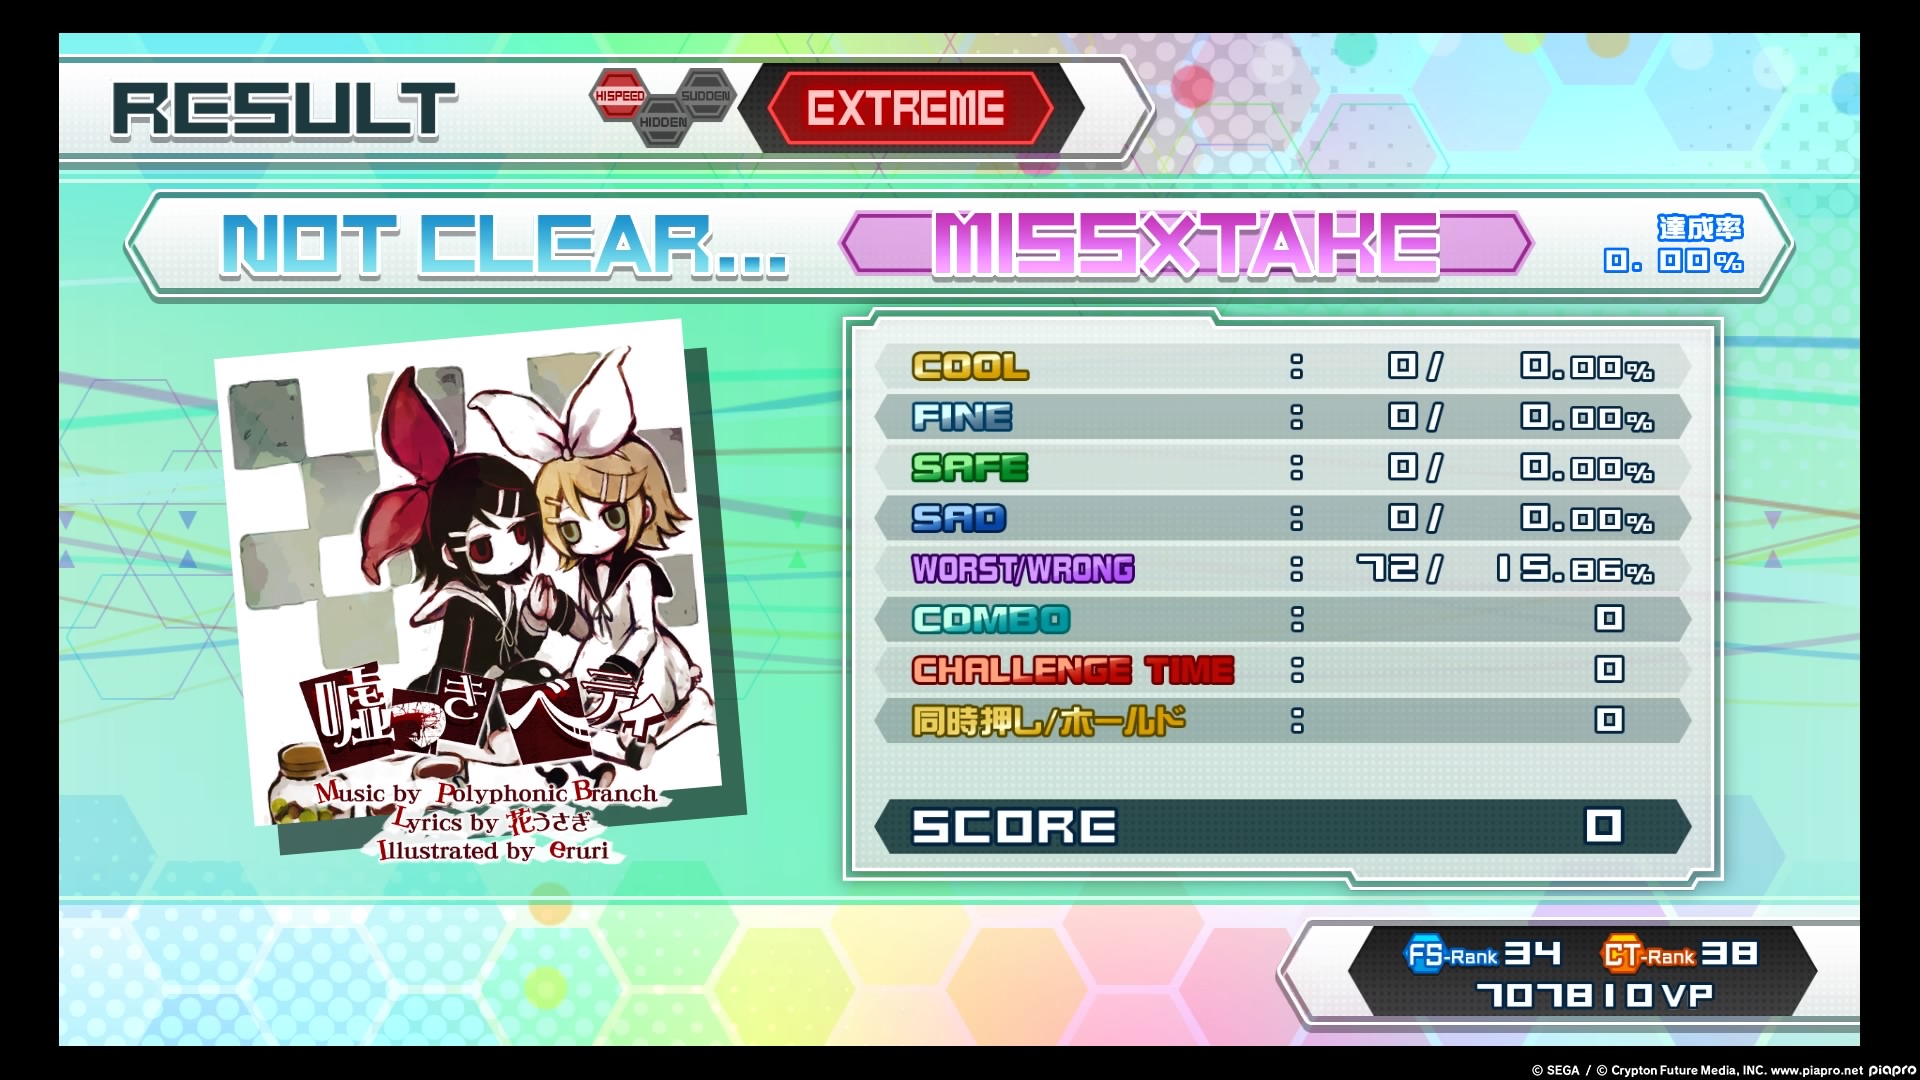 RESULT
HISPEED
HIDDEN
SUDDEN
EXTREME
NOT CLEAR...
MISS×TAKE
達成率
0.00%
COOL : 0/ 0.00%
FINE : 0/ 0.00%
SAFE : 0/ 0.00%
SAD : 0/ 0.00%
WORST/WRONG : 72/ 15.86%
COMBO : 0
CHALLENGE TIME : 0
同時押し/ホールド : 0
SCORE 0
嘘つきベティ
Music by Polyphonic Branch
Lyrics by 花うさぎ
Illustrated by eruri
FS-Rank 34 CT-Rank 38
707810VP
© SEGA / © Crypton Future Media, INC. www.piapro.net piapro